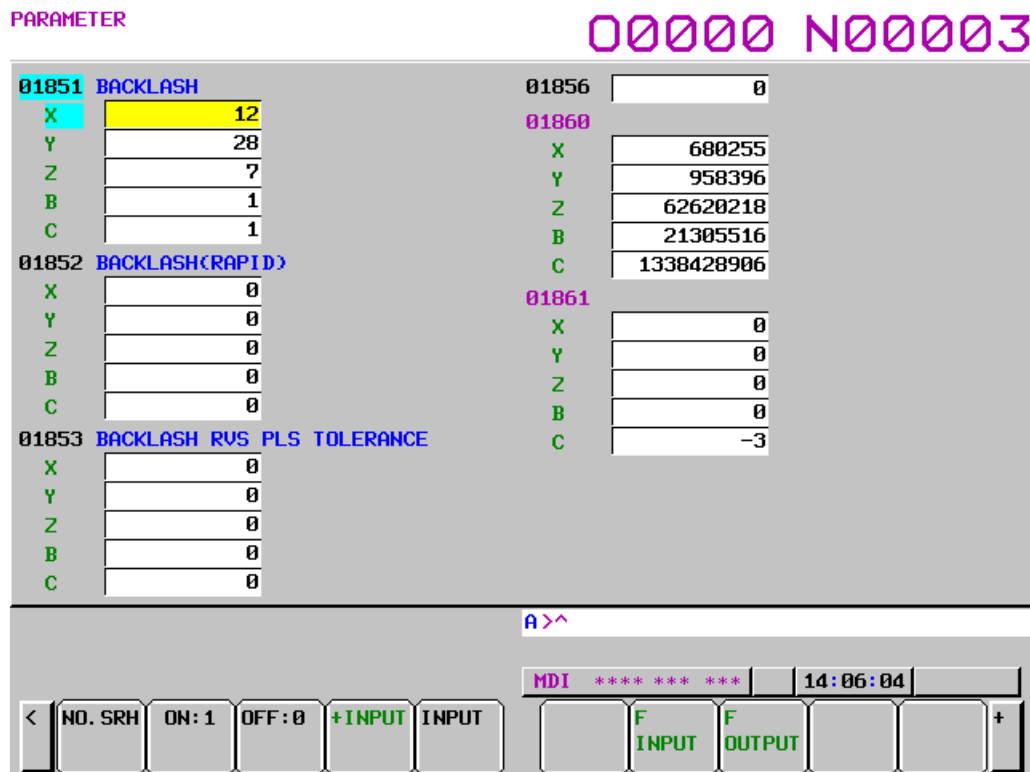 PARAMETER
O0000 N00003
01851 BACKLASH
X 12
Y 28
Z 7
B 1
C 1
01852 BACKLASH(RAPID)
X 0
Y 0
Z 0
B 0
C 0
01853 BACKLASH RVS PLS TOLERANCE
X 0
Y 0
Z 0
B 0
C 0
01856 0
01860
X 680255
Y 958396
Z 62620218
B 21305516
C 1338428906
01861
X 0
Y 0
Z 0
B 0
C -3
A>^
MDI **** *** *** 14:06:04
< NO.SRH ON:1 OFF:0 +INPUT INPUT F INPUT F OUTPUT +